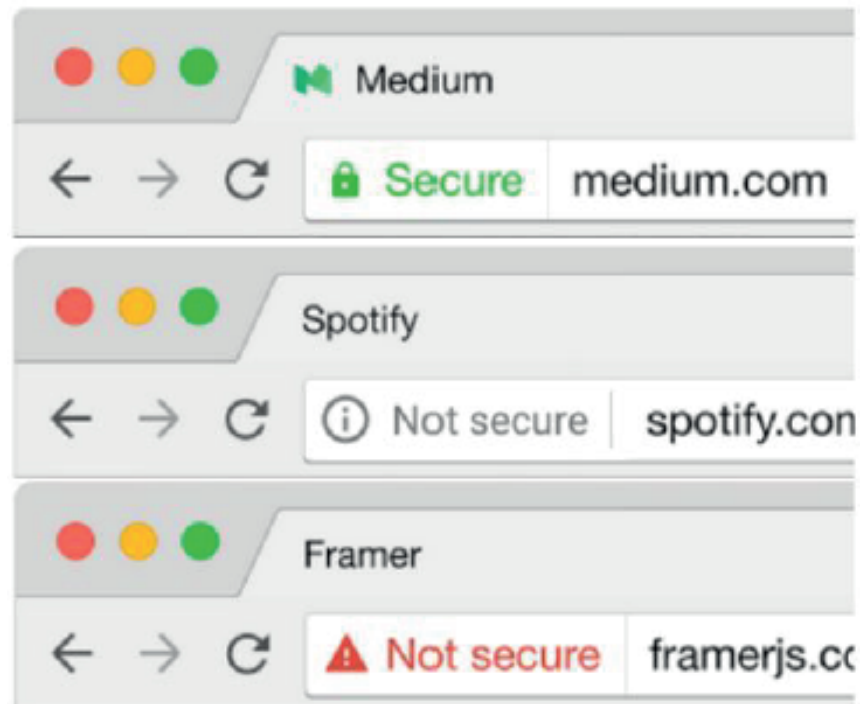 Medium
Secure medium.com
Spotify
Not secure spotify.con
Framer
Not secure framerjs.cc